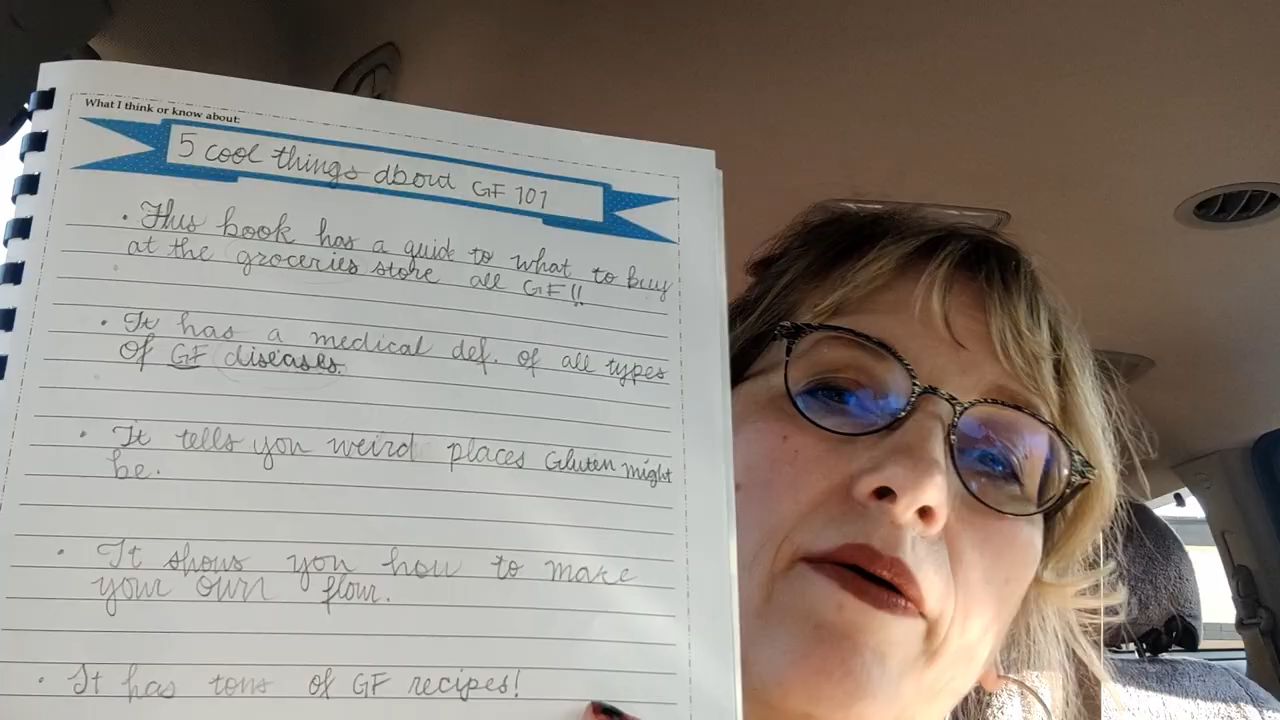 What I think or know about:
5 cool things about GF 101
• This book has a guide to what to buy
at the groceries store all GF!!
• It has a medical def. of all types
of GF diseases.
• It tells you weird places Gluten might
be.
• It shows you how to make
your own flour.
• It has tons of GF recipes!